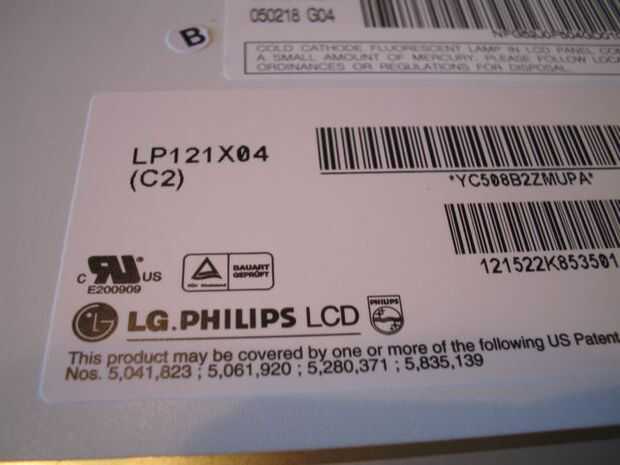 050218 G04
B
COLD CATHODE FLUORESCENT LAMP IN LCD PANEL
A SMALL AMOUNT OF MERCURY. PLEASE FOLLOW
ORDINANCES OR REGULATIONS FOR DISPOSAL.
LP121X04
(C2)
*YC508B2ZMUPA*
121522K853501
C RU US
E200909
BAUART
GEPRÜFT
LG LG.PHILIPS LCD PHILIPS
This product may be covered by one or more of the following US Patent
Nos. 5,041,823 ; 5,061,920 ; 5,280,371 ; 5,835,139